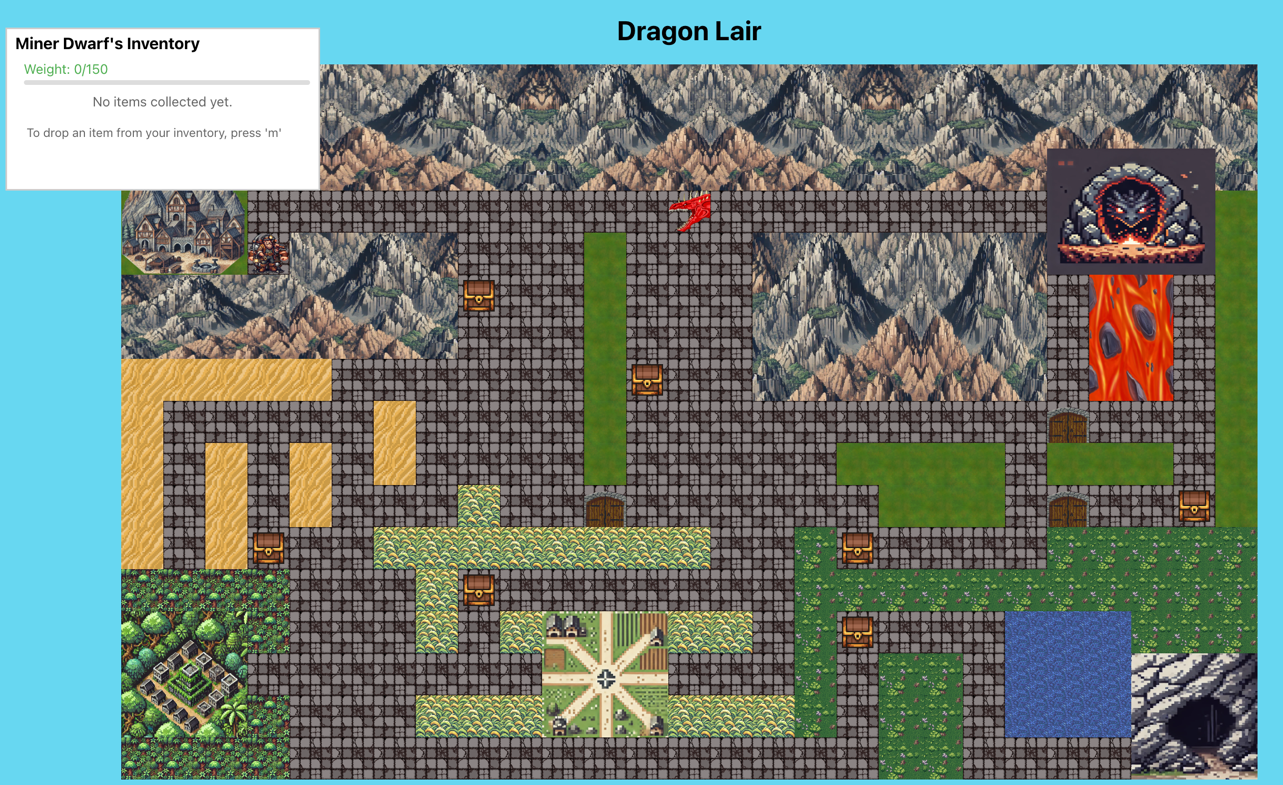 Dragon Lair
Miner Dwarf's Inventory
Weight: 0/150
No items collected yet.
To drop an item from your inventory, press 'm'